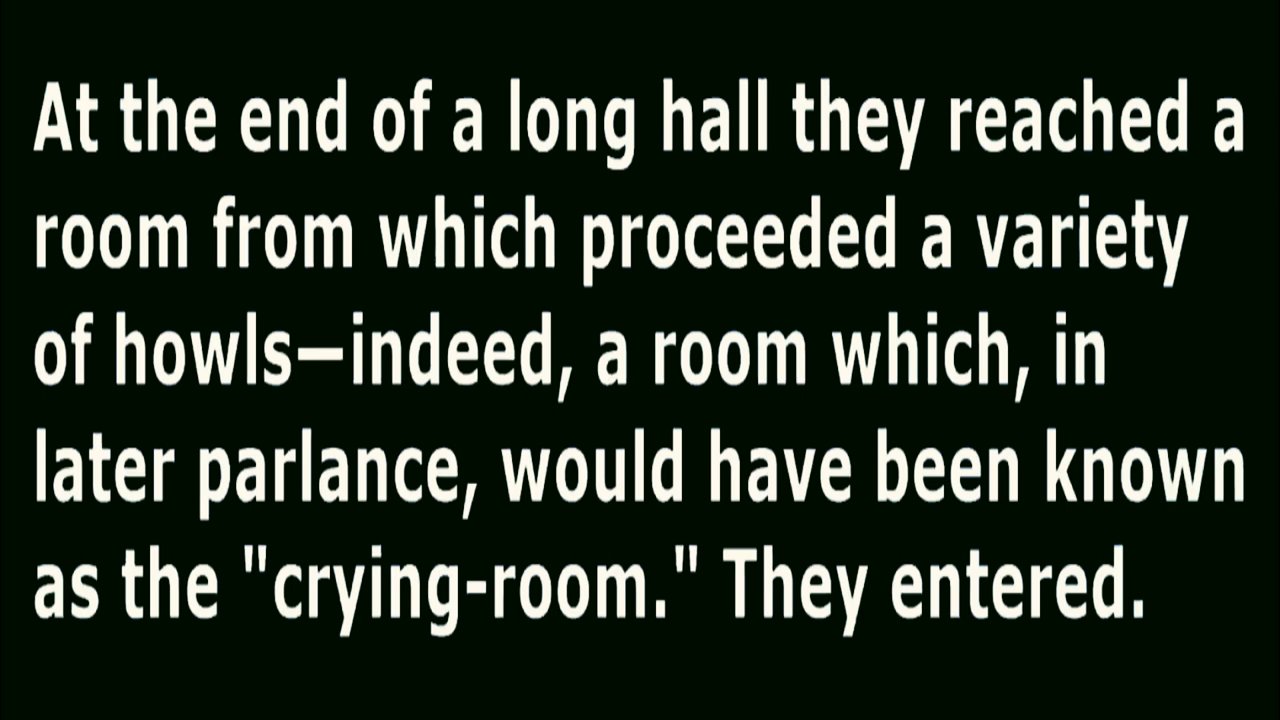 At the end of a long hall they reached a
room from which proceeded a variety
of howls—indeed, a room which, in
later parlance, would have been known
as the "crying-room." They entered.